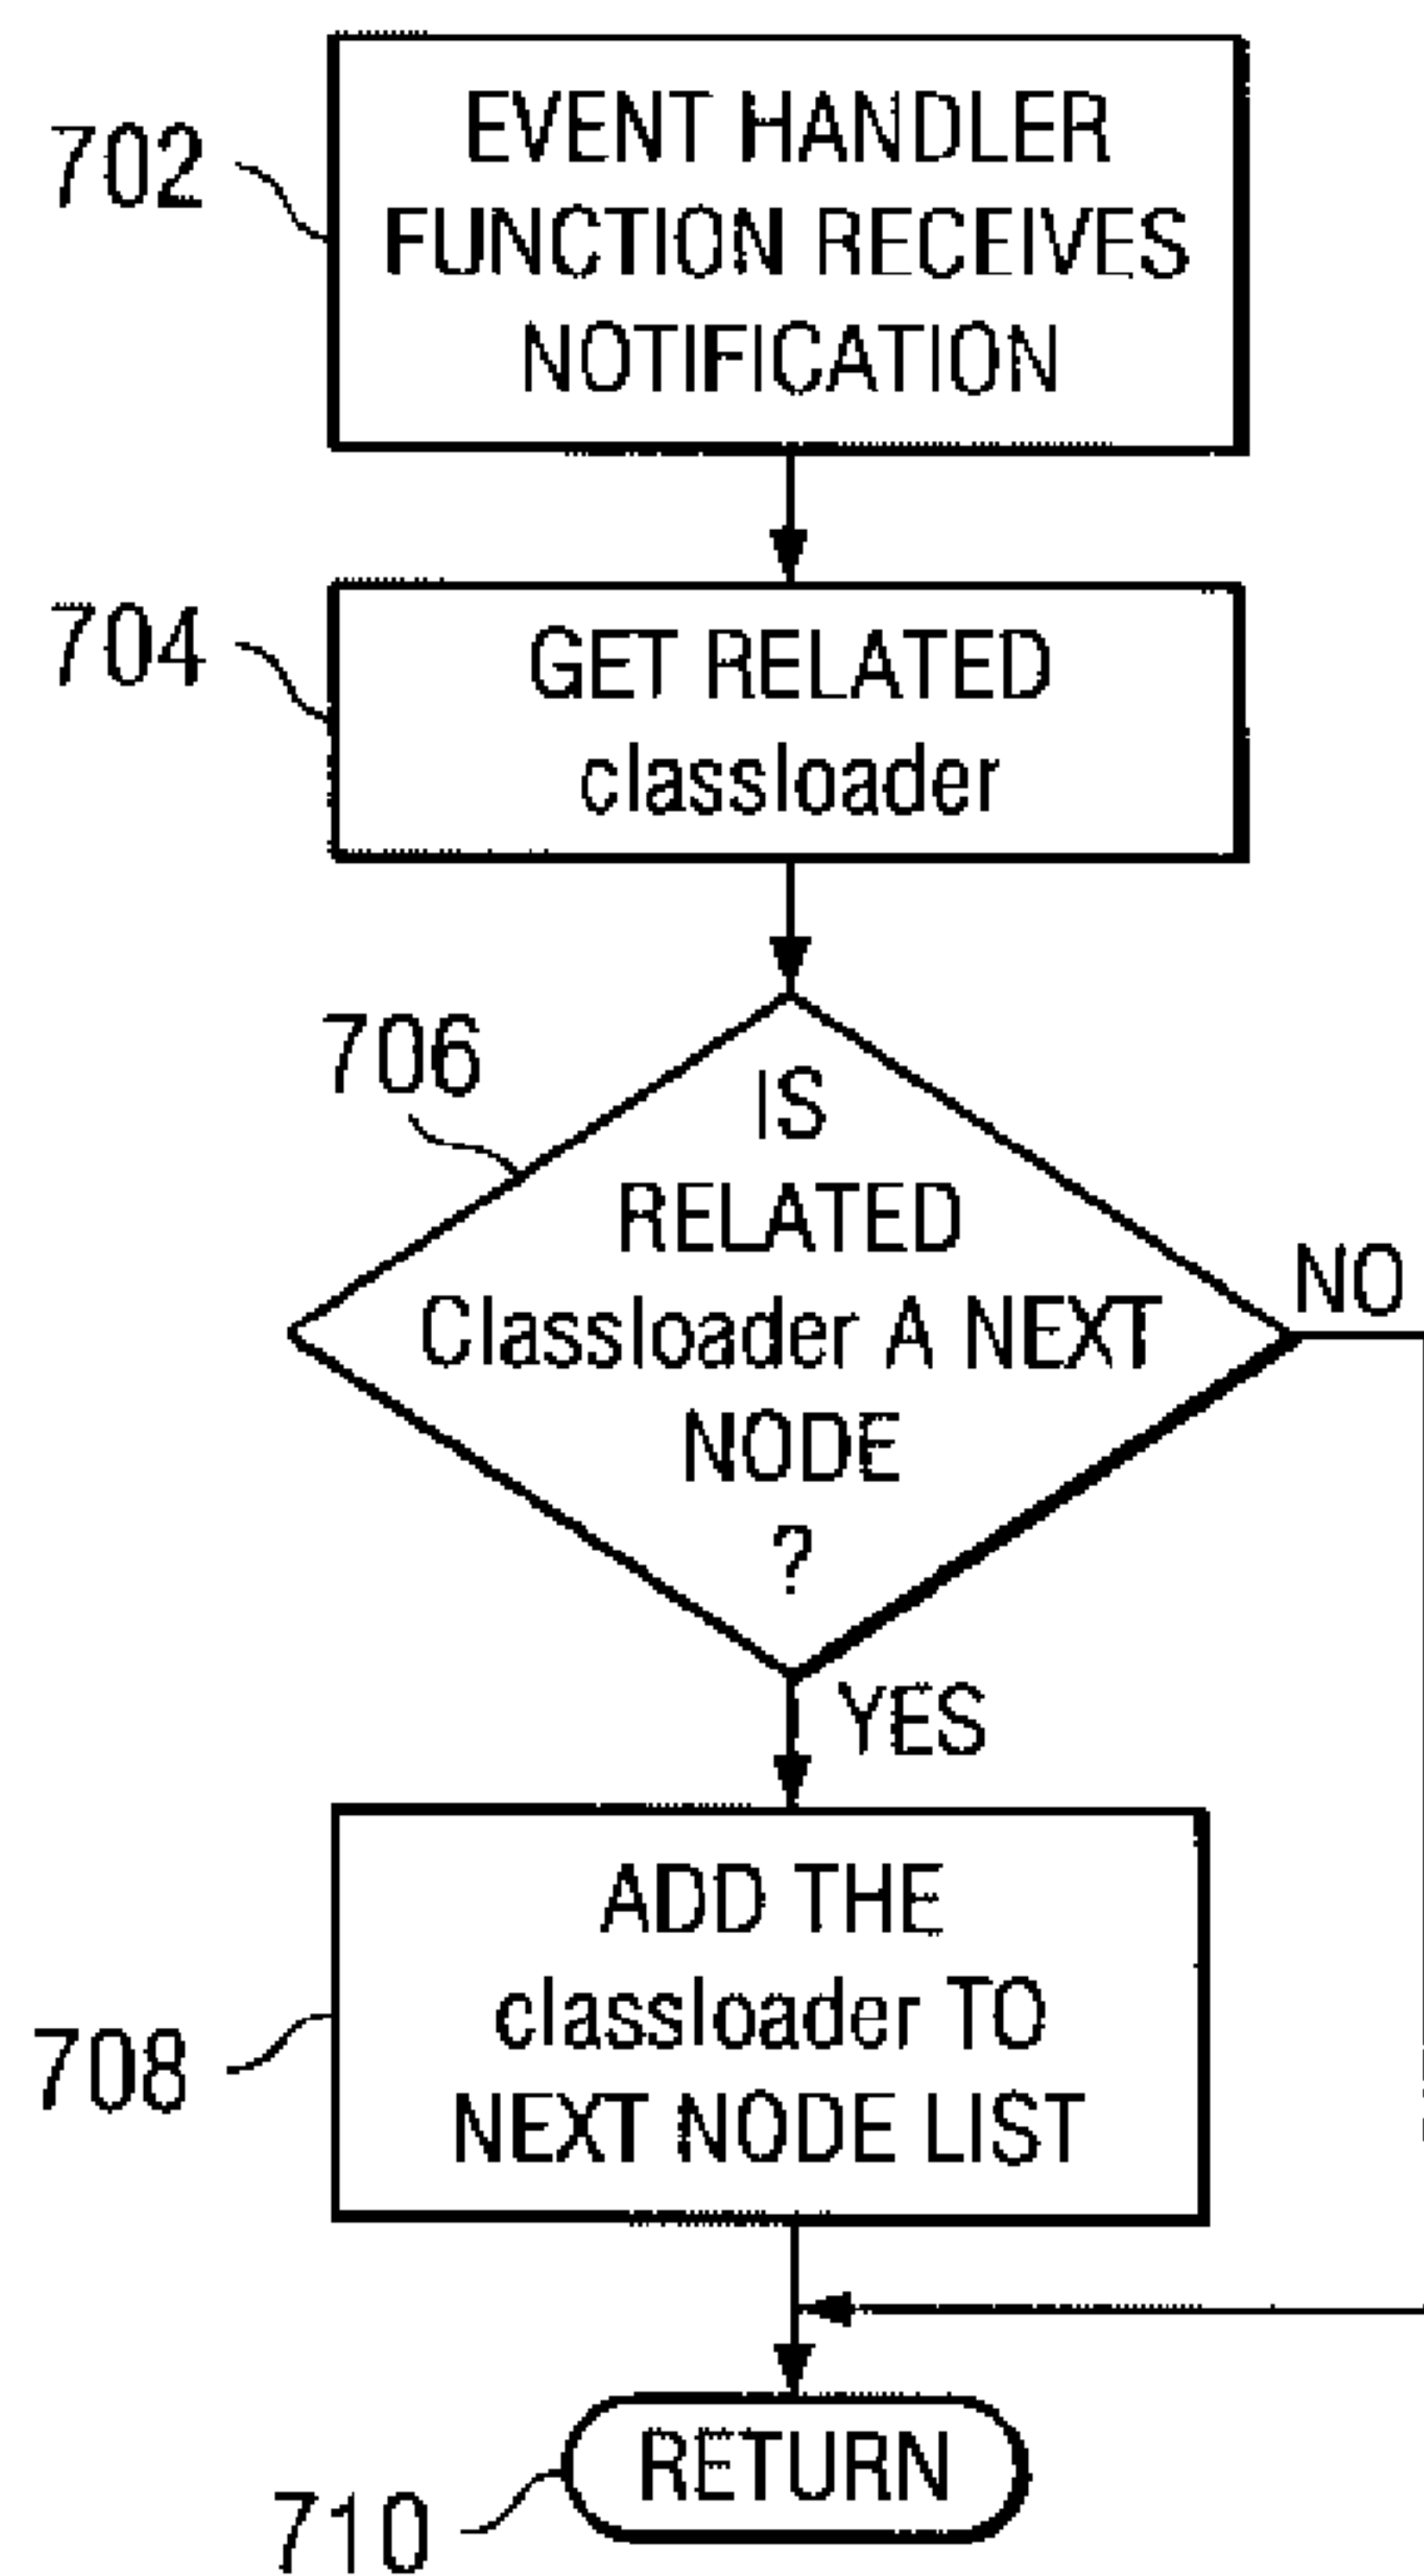 702
EVENT HANDLER
FUNCTION RECEIVES
NOTIFICATION
704
GET RELATED
classloader
706
IS
RELATED
Classloader A NEXT
NODE
?
NO
YES
708
ADD THE
classloader TO
NEXT NODE LIST
710
RETURN